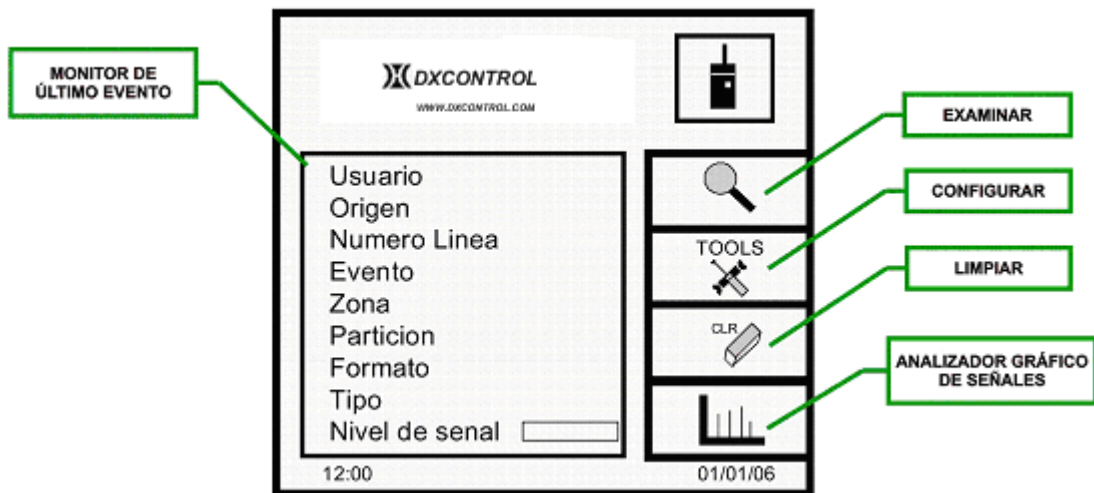 MONITOR DE
ÚLTIMO EVENTO
DXCONTROL
WWW.DXCONTROL.COM
Usuario
Origen
Numero Linea
Evento
Zona
Particion
Formato
Tipo
Nivel de senal
12:00
01/01/06
TOOLS
CLR
EXAMINAR
CONFIGURAR
LIMPIAR
ANALIZADOR GRÁFICO
DE SEÑALES